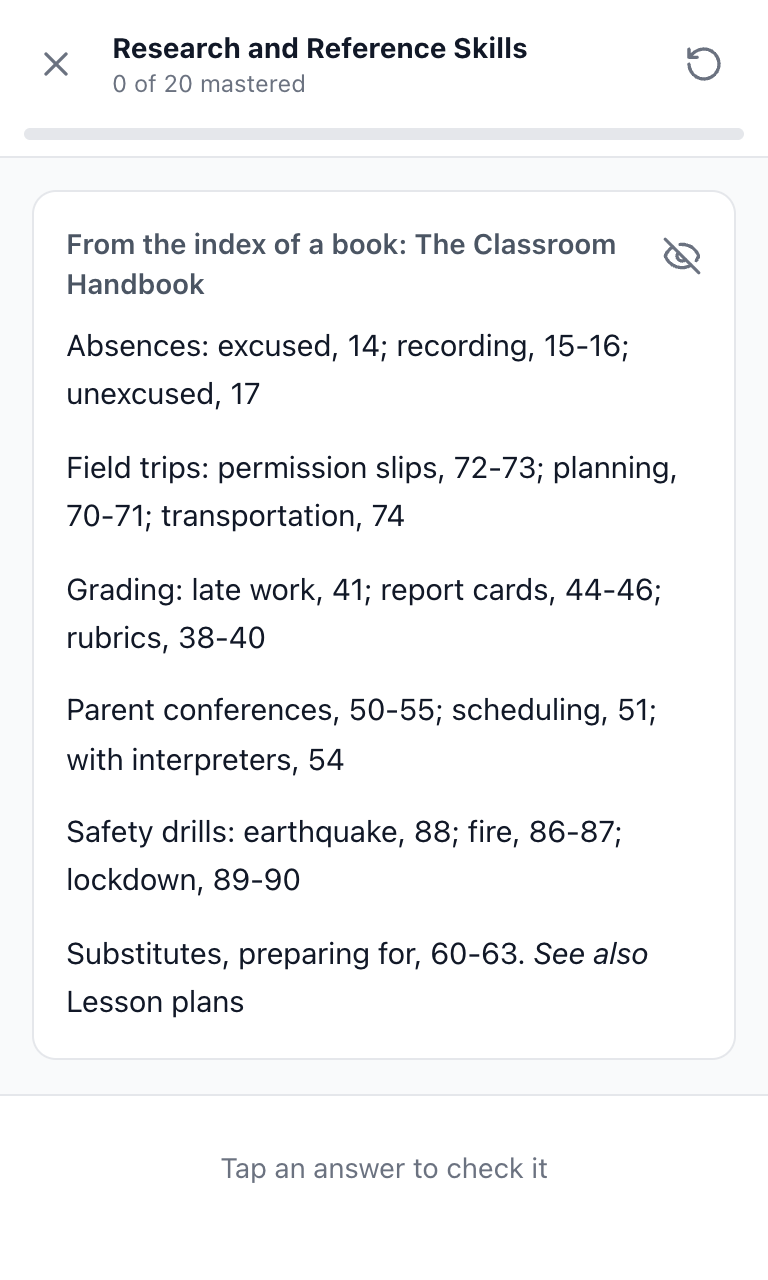 Research and Reference Skills
0 of 20 mastered
From the index of a book: The Classroom
Handbook
Absences: excused, 14; recording, 15-16;
unexcused, 17
Field trips: permission slips, 72-73; planning,
70-71; transportation, 74
Grading: late work, 41; report cards, 44-46;
rubrics, 38-40
Parent conferences, 50-55; scheduling, 51;
with interpreters, 54
Safety drills: earthquake, 88; fire, 86-87;
lockdown, 89-90
Substitutes, preparing for, 60-63. See also
Lesson plans
Tap an answer to check it